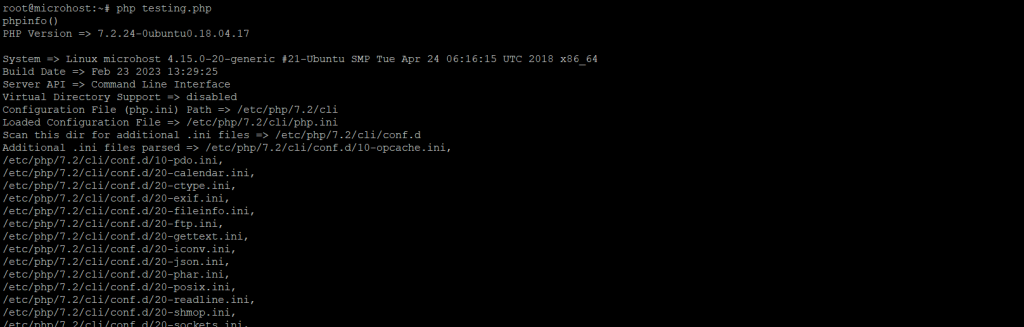 root@microhost:~# php testing.php
phpinfo()
PHP Version => 7.2.24-0ubuntu0.18.04.17
System => Linux microhost 4.15.0-20-generic #21-Ubuntu SMP Tue Apr 24 06:16:15 UTC 2018 x86_64
Build Date => Feb 23 2023 13:29:25
Server API => Command Line Interface
Virtual Directory Support => disabled
Configuration File (php.ini) Path => /etc/php/7.2/cli
Loaded Configuration File => /etc/php/7.2/cli/php.ini
Scan this dir for additional .ini files => /etc/php/7.2/cli/conf.d
Additional .ini files parsed => /etc/php/7.2/cli/conf.d/10-opcache.ini,
/etc/php/7.2/cli/conf.d/10-pdo.ini,
/etc/php/7.2/cli/conf.d/20-calendar.ini,
/etc/php/7.2/cli/conf.d/20-ctype.ini,
/etc/php/7.2/cli/conf.d/20-exif.ini,
/etc/php/7.2/cli/conf.d/20-fileinfo.ini,
/etc/php/7.2/cli/conf.d/20-ftp.ini,
/etc/php/7.2/cli/conf.d/20-gettext.ini,
/etc/php/7.2/cli/conf.d/20-iconv.ini,
/etc/php/7.2/cli/conf.d/20-json.ini,
/etc/php/7.2/cli/conf.d/20-phar.ini,
/etc/php/7.2/cli/conf.d/20-posix.ini,
/etc/php/7.2/cli/conf.d/20-readline.ini,
/etc/php/7.2/cli/conf.d/20-shmop.ini,
/etc/php/7.2/cli/conf.d/20-sockets.ini,